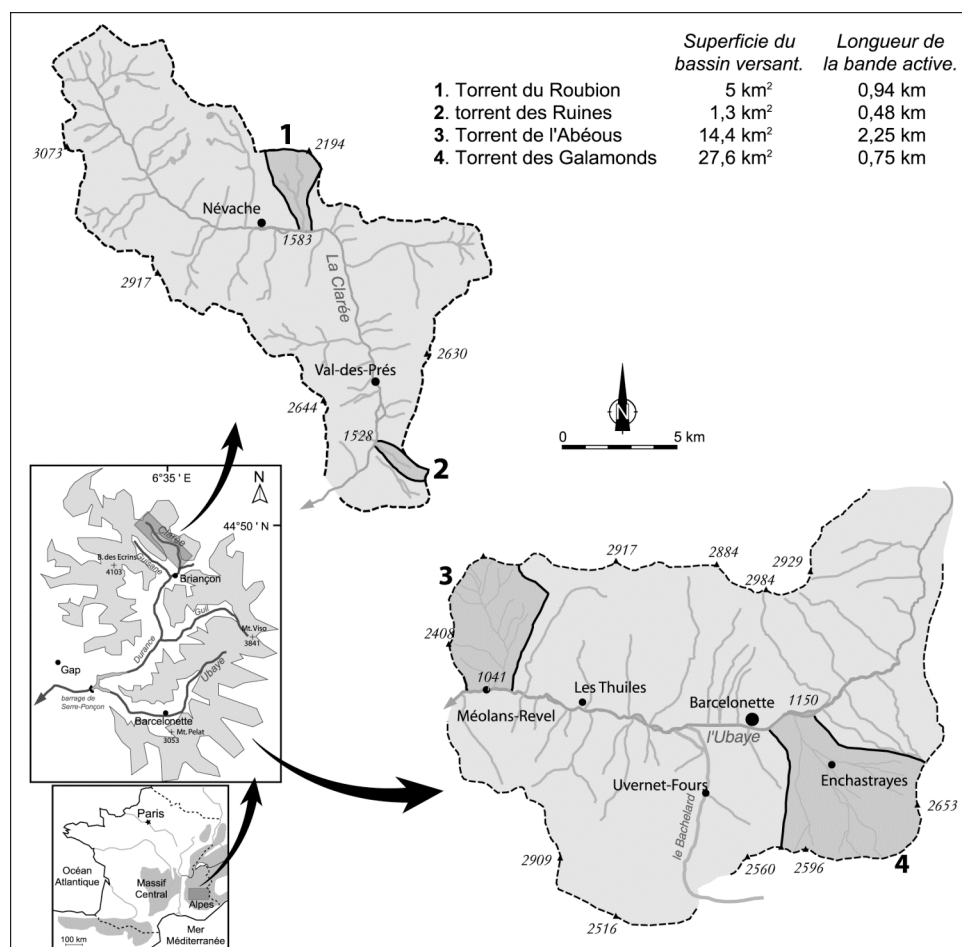 Superficie du Longueur de
bassin versant. la bande active.
1. Torrent du Roubion 5 km² 0,94 km
2. torrent des Ruines 1,3 km² 0,48 km
3. Torrent de l'Abéous 14,4 km² 2,25 km
4. Torrent des Galamonds 27,6 km² 0,75 km
1
2194
3073
Névache
1583
La Clarée
2917
2630
Val-des-Prés
2644
1528
2
N
0 5 km
6°35 ' E
N
44°50 ' N
Clarée
B. des Ecrins
4103
Guisane
Briançon
Guil
Mt. Viso
3841
Durance
Ubaye
Gap
barrage de
Serre-Ponçon
Barcelonette
Mt. Pelat
3053
Paris
Océan
Atlantique
Massif
Central
Alpes
Mer
Méditerranée
100 km
3
2917
2884
2984
2929
2408
1041
Méolans-Revel
Les Thuiles
Barcelonette
1150
l'Ubaye
Enchastrayes
Uvernet-Fours
le Bachelard
2653
2909
2560
2596
4
2516